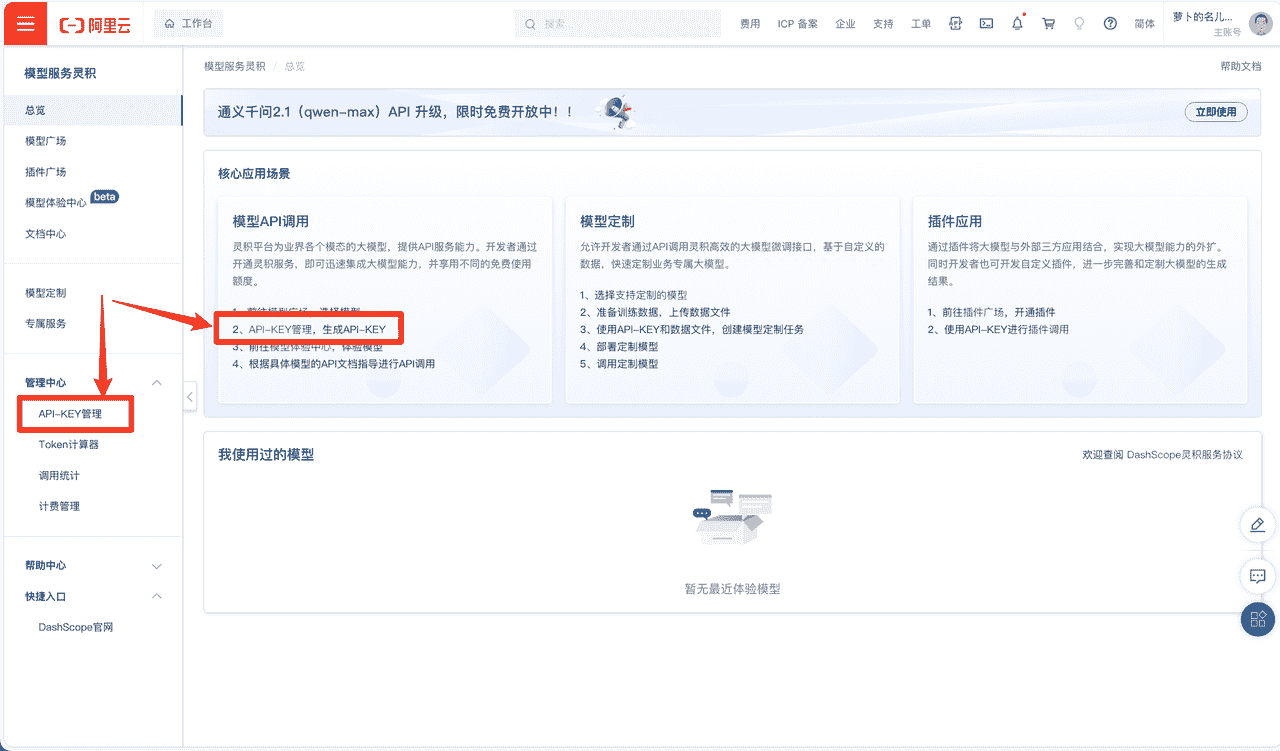 阿里云
工作台
搜索
费用
ICP 备案
企业
支持
工单
简体
萝卜的名儿...
主账号
模型服务灵积
总览
模型广场
插件广场
模型体验中心 beta
文档中心
模型定制
专属服务
管理中心
API-KEY管理
Token计算器
调用统计
计费管理
帮助中心
快捷入口
DashScope官网
模型服务灵积 / 总览
帮助文档
通义千问2.1（qwen-max）API 升级，限时免费开放中！！
立即使用
核心应用场景
模型API调用
灵积平台为业界各个模态的大模型，提供API服务能力。开发者通过
开通灵积服务，即可迅速集成大模型能力，并享用不同的免费使用
额度。
1、前往模型广场，选择模型
2、API-KEY管理，生成API-KEY
3、前往模型体验中心，体验模型
4、根据具体模型的API文档指导进行API调用
模型定制
允许开发者通过API调用灵积高效的大模型微调接口，基于自定义的
数据，快速定制业务专属大模型。
1、选择支持定制的模型
2、准备训练数据，上传数据文件
3、使用API-KEY和数据文件，创建模型定制任务
4、部署定制模型
5、调用定制模型
插件应用
通过插件将大模型与外部三方应用结合，实现大模型能力的外扩。
同时开发者也可开发自定义插件，进一步完善和定制大模型的生成
结果。
1、前往插件广场，开通插件
2、使用API-KEY进行插件调用
我使用过的模型
欢迎查阅 DashScope灵积服务协议
暂无最近体验模型